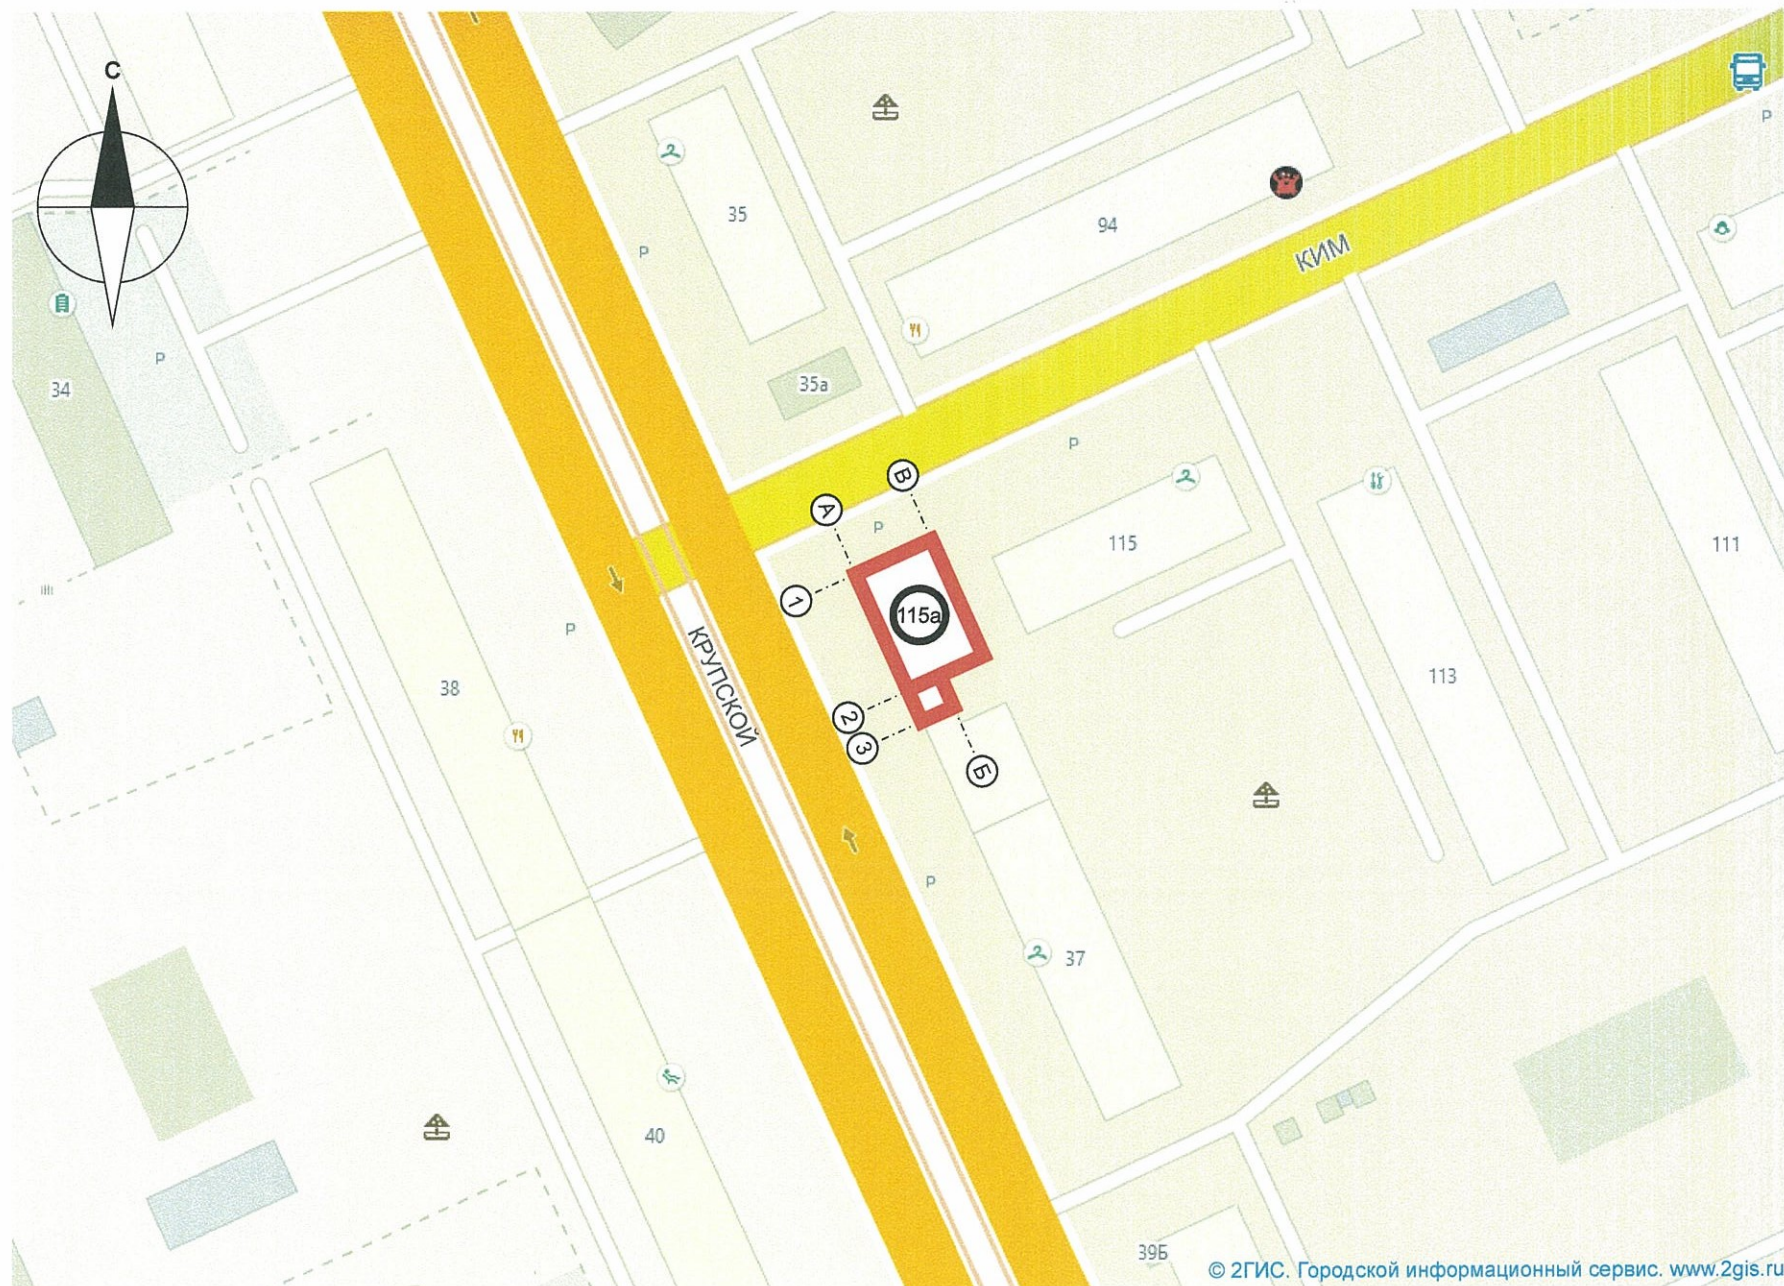 С
P
35
94
КИМ
P
34
P
35а
P
В
А
P
115
111
1
115а
P
38
КРУПСКОЙ
113
2
3
Б
P
37
40
39Б
© 2ГИС. Городской информационный сервис. www.2gis.ru